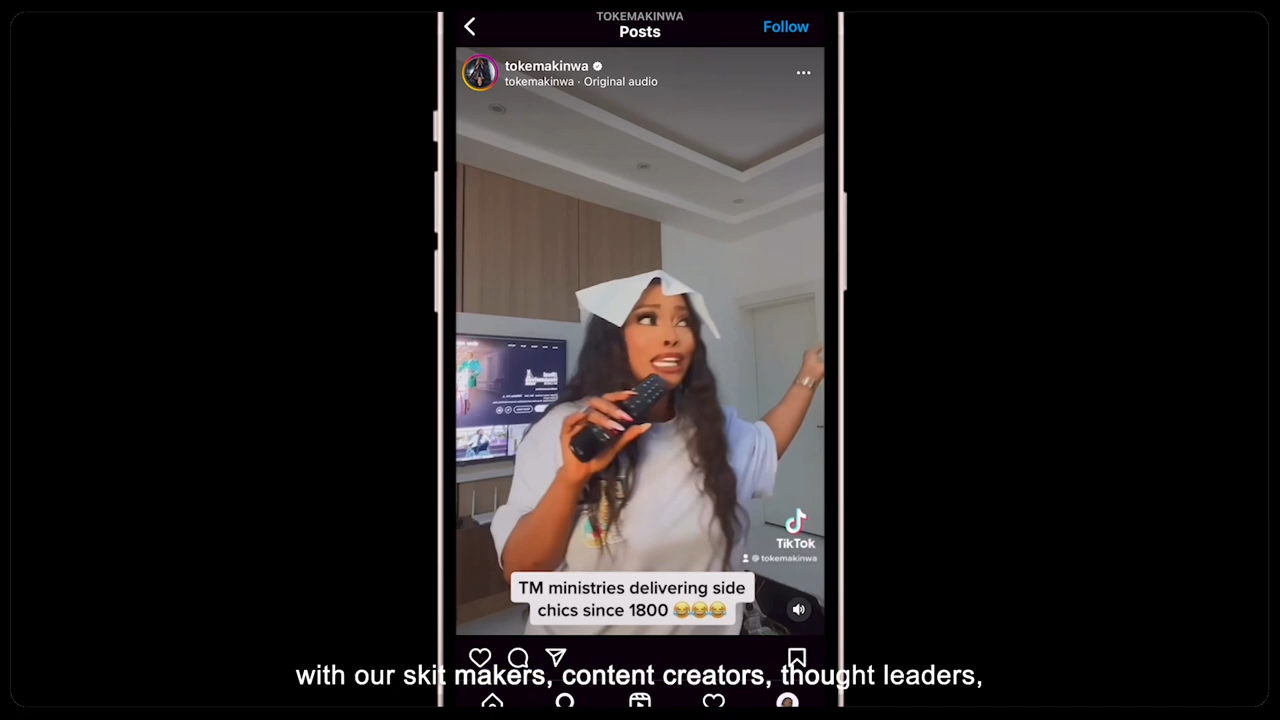 TOKEMAKINWA
Posts
Follow
tokemakinwa
tokemakinwa · Original audio
TikTok
@tokemakinwa
TM ministries delivering side
chics since 1800 😂😂😂
with our skit makers, content creators, thought leaders,